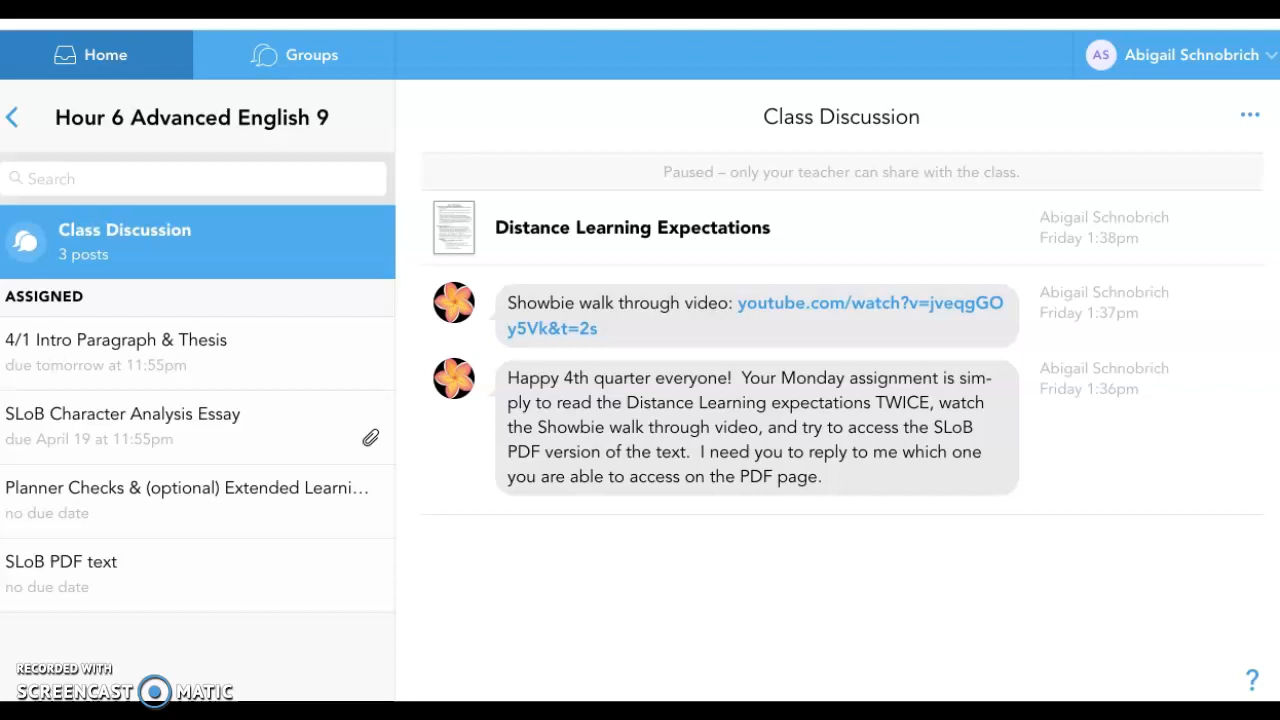 Home
Groups
AS
Abigail Schnobrich
Hour 6 Advanced English 9
Search
Class Discussion
3 posts
ASSIGNED
4/1 Intro Paragraph & Thesis
due tomorrow at 11:55pm
SLoB Character Analysis Essay
due April 19 at 11:55pm
Planner Checks & (optional) Extended Learni...
no due date
SLoB PDF text
no due date
Class Discussion
Paused – only your teacher can share with the class.
Distance Learning Expectations
Abigail Schnobrich
Friday 1:38pm
Showbie walk through video: youtube.com/watch?v=jveqgGO
y5Vk&t=2s
Abigail Schnobrich
Friday 1:37pm
Happy 4th quarter everyone!  Your Monday assignment is sim-
ply to read the Distance Learning expectations TWICE, watch
the Showbie walk through video, and try to access the SLoB
PDF version of the text.  I need you to reply to me which one
you are able to access on the PDF page.
Abigail Schnobrich
Friday 1:36pm
?
RECORDED WITH
SCREENCAST MATIC